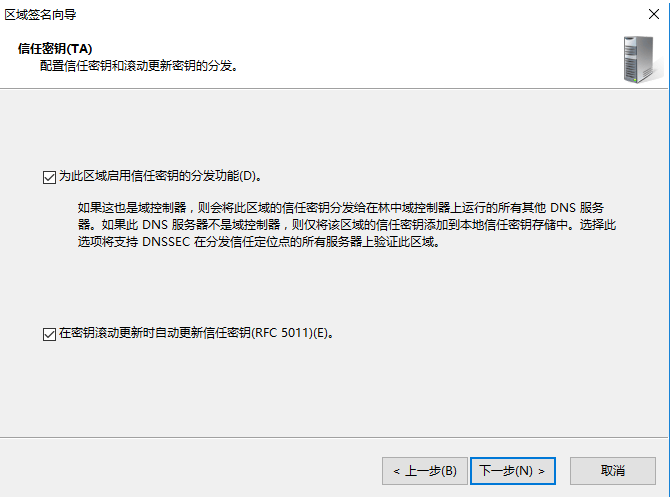 区域签名向导
信任密钥(TA)
配置信任密钥和滚动更新密钥的分发。
为此区域启用信任密钥的分发功能(D)。
如果这也是域控制器，则会将此区域的信任密钥分发给在林中域控制器上运行的所有其他 DNS 服务
器。如果此 DNS 服务器不是域控制器，则仅将该区域的信任密钥添加到本地信任密钥存储中。选择此
选项将支持 DNSSEC 在分发信任定位点的所有服务器上验证此区域。
在密钥滚动更新时自动更新信任密钥(RFC 5011)(E)。
< 上一步(B)
下一步(N) >
取消